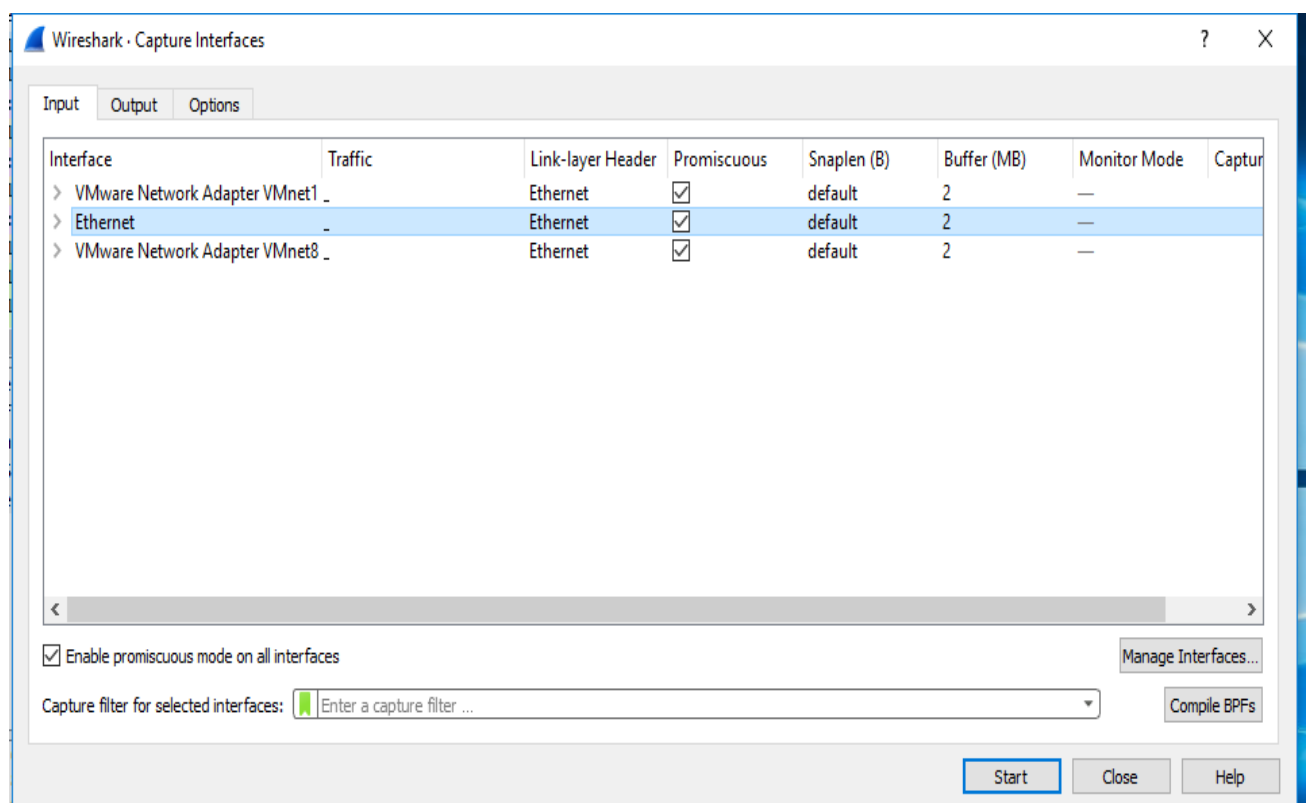 Wireshark · Capture Interfaces ? X
Input Output Options
Interface Traffic Link-layer Header Promiscuous Snaplen (B) Buffer (MB) Monitor Mode Captur
VMware Network Adapter VMnet1 _ Ethernet default 2 —
Ethernet _ Ethernet default 2 —
VMware Network Adapter VMnet8 _ Ethernet default 2 —
Enable promiscuous mode on all interfaces Manage Interfaces...
Capture filter for selected interfaces: Enter a capture filter ... Compile BPFs
Start Close Help